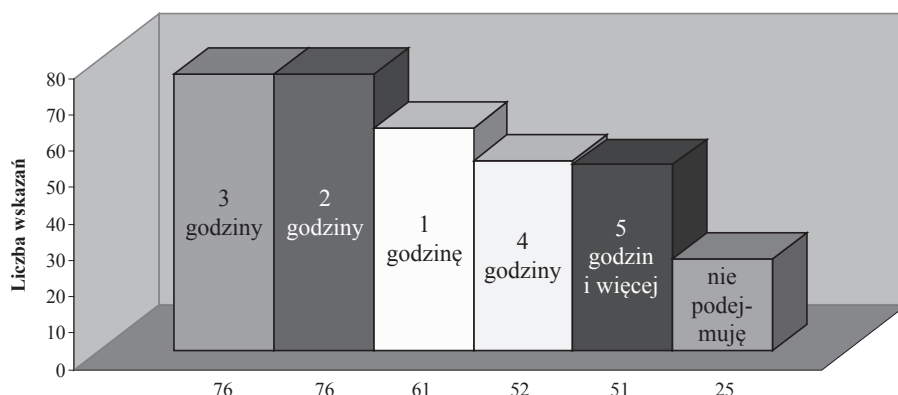 Liczba wskazań
80
70
60
50
40
30
20
10
0
3
godziny
2
godziny
1
godzinę
4
godziny
5
godzin
i więcej
nie
podej-
muję
76 76 61 52 51 25